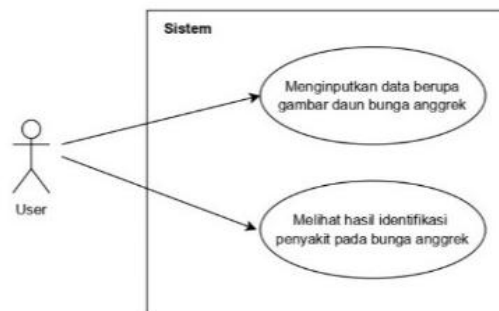 Sistem
Menginputkan data berupa
gambar daun bunga anggrek
User
Melihat hasil identifikasi
penyakit pada bunga anggrek